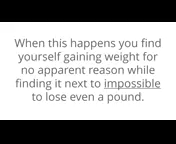 When this happens you find
yourself gaining weight for
no apparent reason while
finding it next to impossible
to lose even a pound.